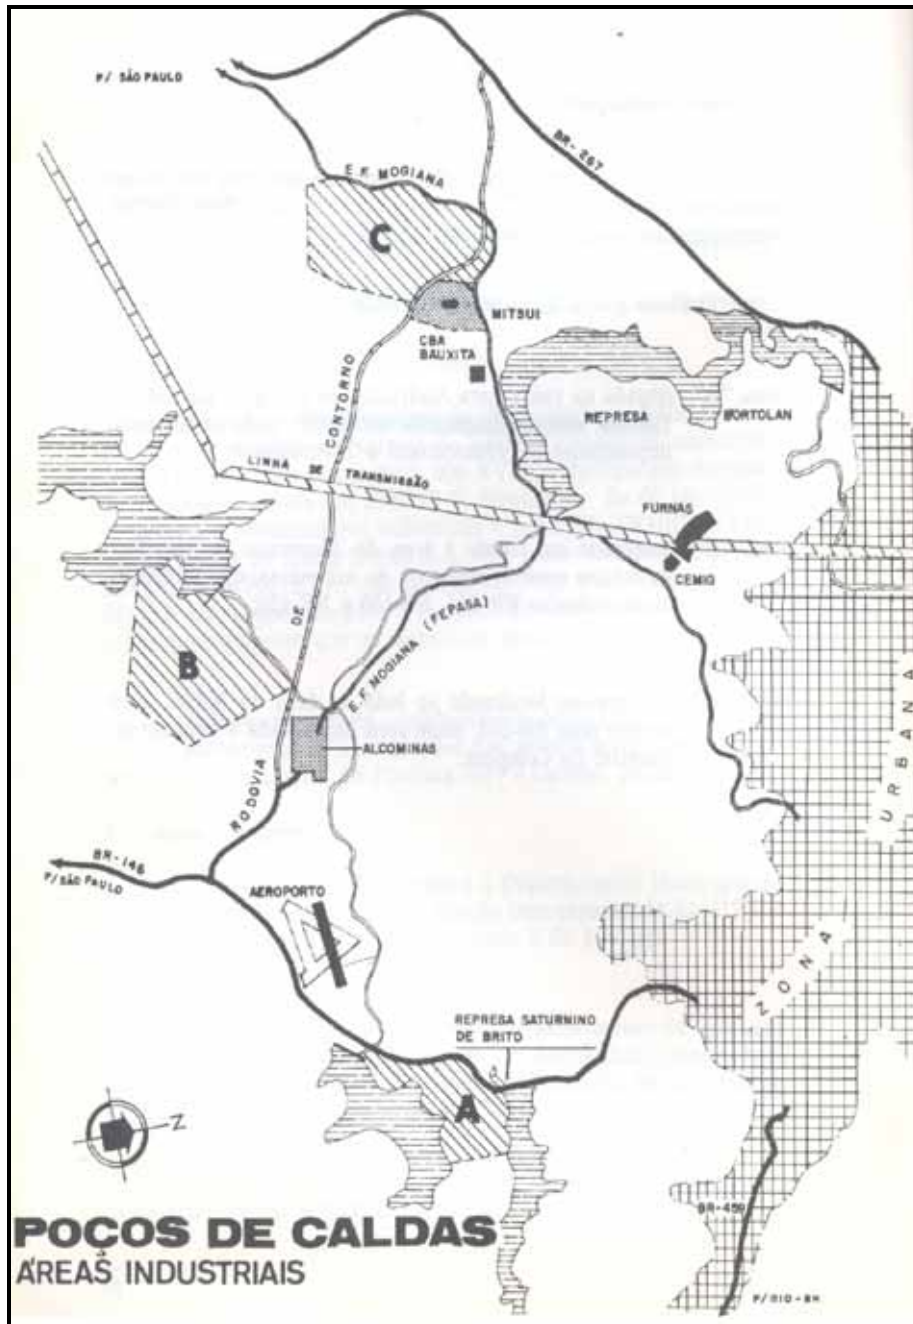 P/ SÃO PAULO
BR-267
E.F. MOGIANA
C
MITSUI
CBA
BAUXITA
REPRESA BORTOLAN
RODOVIA DE CONTORNO
LINHA DE TRANSMISSÃO
FURNAS
CEMIG
B
E.F. MOGIANA (FEPASA)
ALCOMINAS
ZONA URBANA
BR-146
P/ SÃO PAULO
AEROPORTO
REPRESA SATURNINO
DE BRITO
A
N
BR-459
P/ RIO-BH
POÇOS DE CALDAS
ÁREAS INDUSTRIAIS